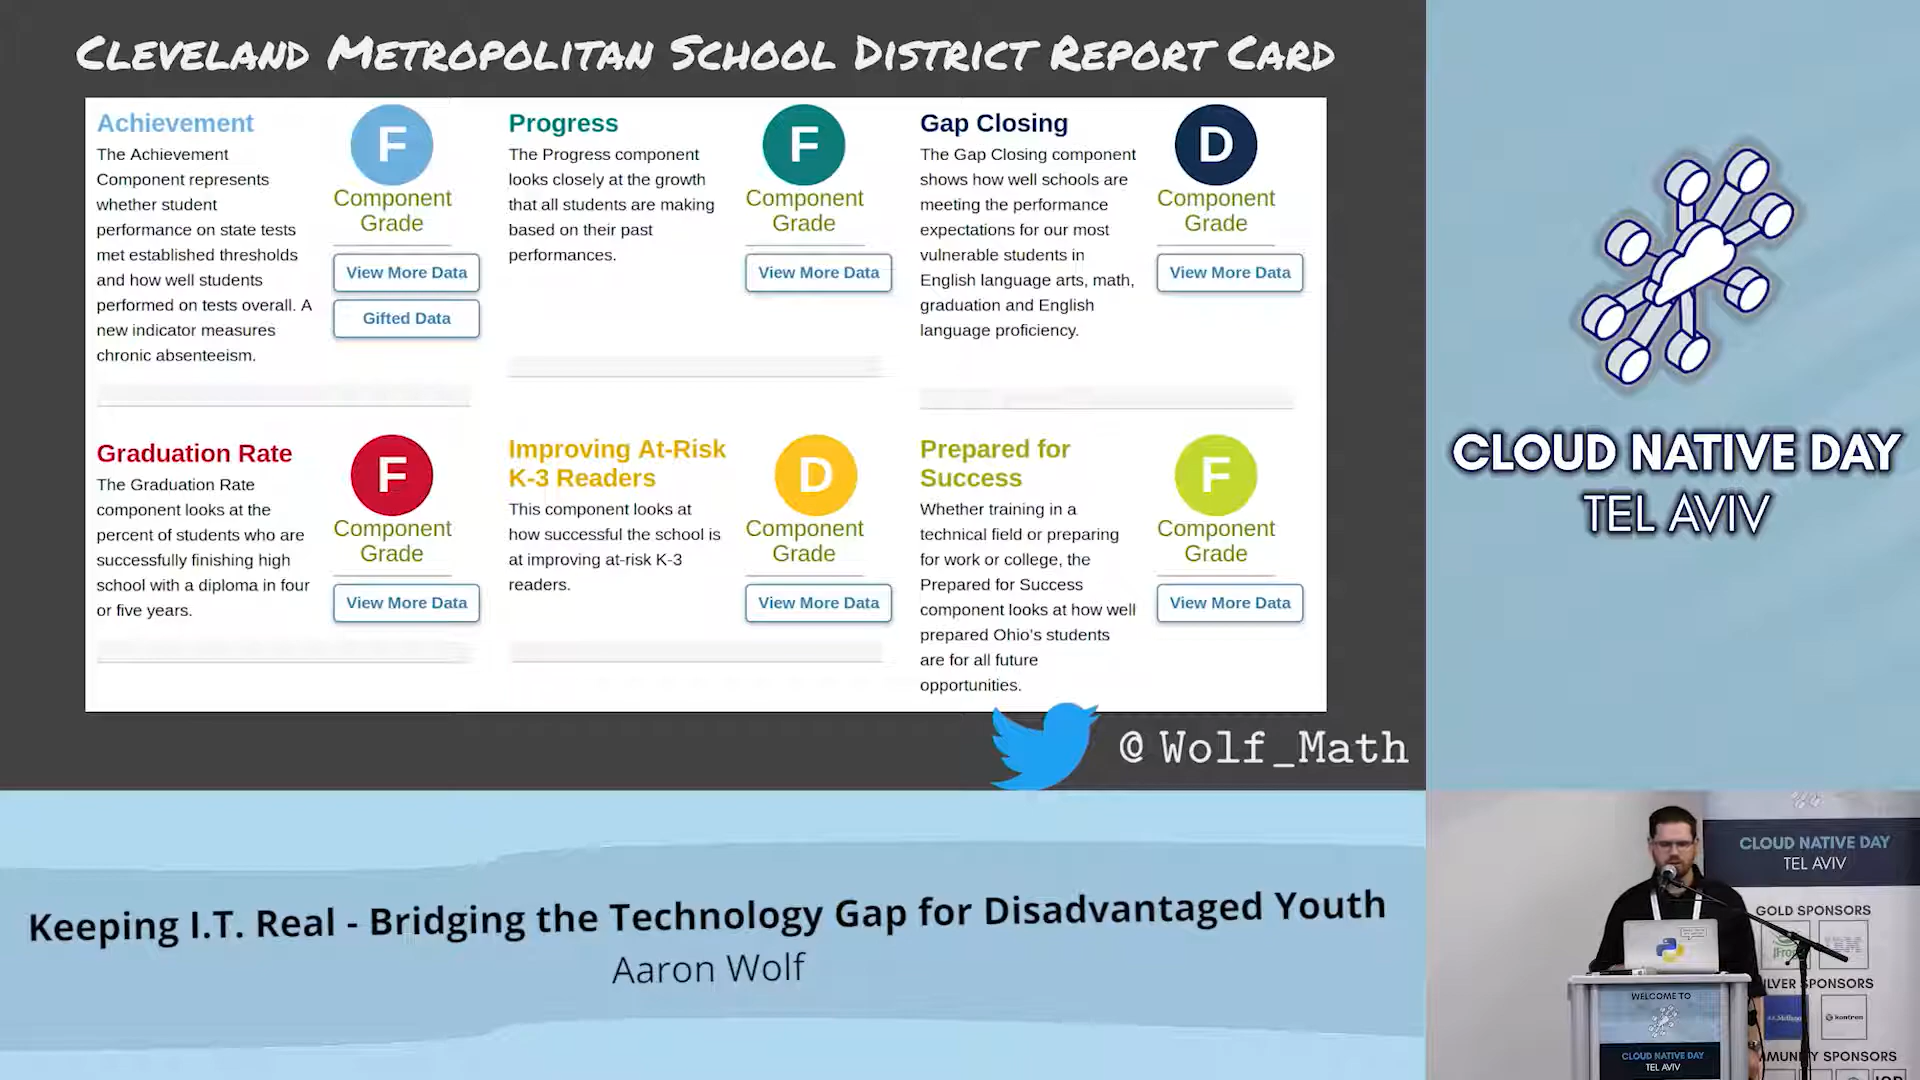 CLEVELAND METROPOLITAN SCHOOL DISTRICT REPORT CARD
Achievement
F
The Achievement
Component represents
whether student
performance on state tests
met established thresholds
and how well students
performed on tests overall. A
new indicator measures
chronic absenteeism.
Component
Grade
View More Data
Gifted Data
Progress
F
The Progress component
looks closely at the growth
that all students are making
based on their past
performances.
Component
Grade
View More Data
Gap Closing
D
The Gap Closing component
shows how well schools are
meeting the performance
expectations for our most
vulnerable students in
English language arts, math,
graduation and English
language proficiency.
Component
Grade
View More Data
Graduation Rate
F
The Graduation Rate
component looks at the
percent of students who are
successfully finishing high
school with a diploma in four
or five years.
Component
Grade
View More Data
Improving At-Risk
K-3 Readers
D
This component looks at
how successful the school is
at improving at-risk K-3
readers.
Component
Grade
View More Data
Prepared for
Success
F
Whether training in a
technical field or preparing
for work or college, the
Prepared for Success
component looks at how well
prepared Ohio's students
are for all future
opportunities.
Component
Grade
View More Data
@Wolf_Math
CLOUD NATIVE DAY
TEL AVIV
Keeping I.T. Real - Bridging the Technology Gap for Disadvantaged Youth
Aaron Wolf
CLOUD NATIVE DAY
TEL AVIV
GOLD SPONSORS
IBM
SPONSORS
kontron
SPONSORS
WELCOME TO
CLOUD NATIVE DAY
TEL AVIV